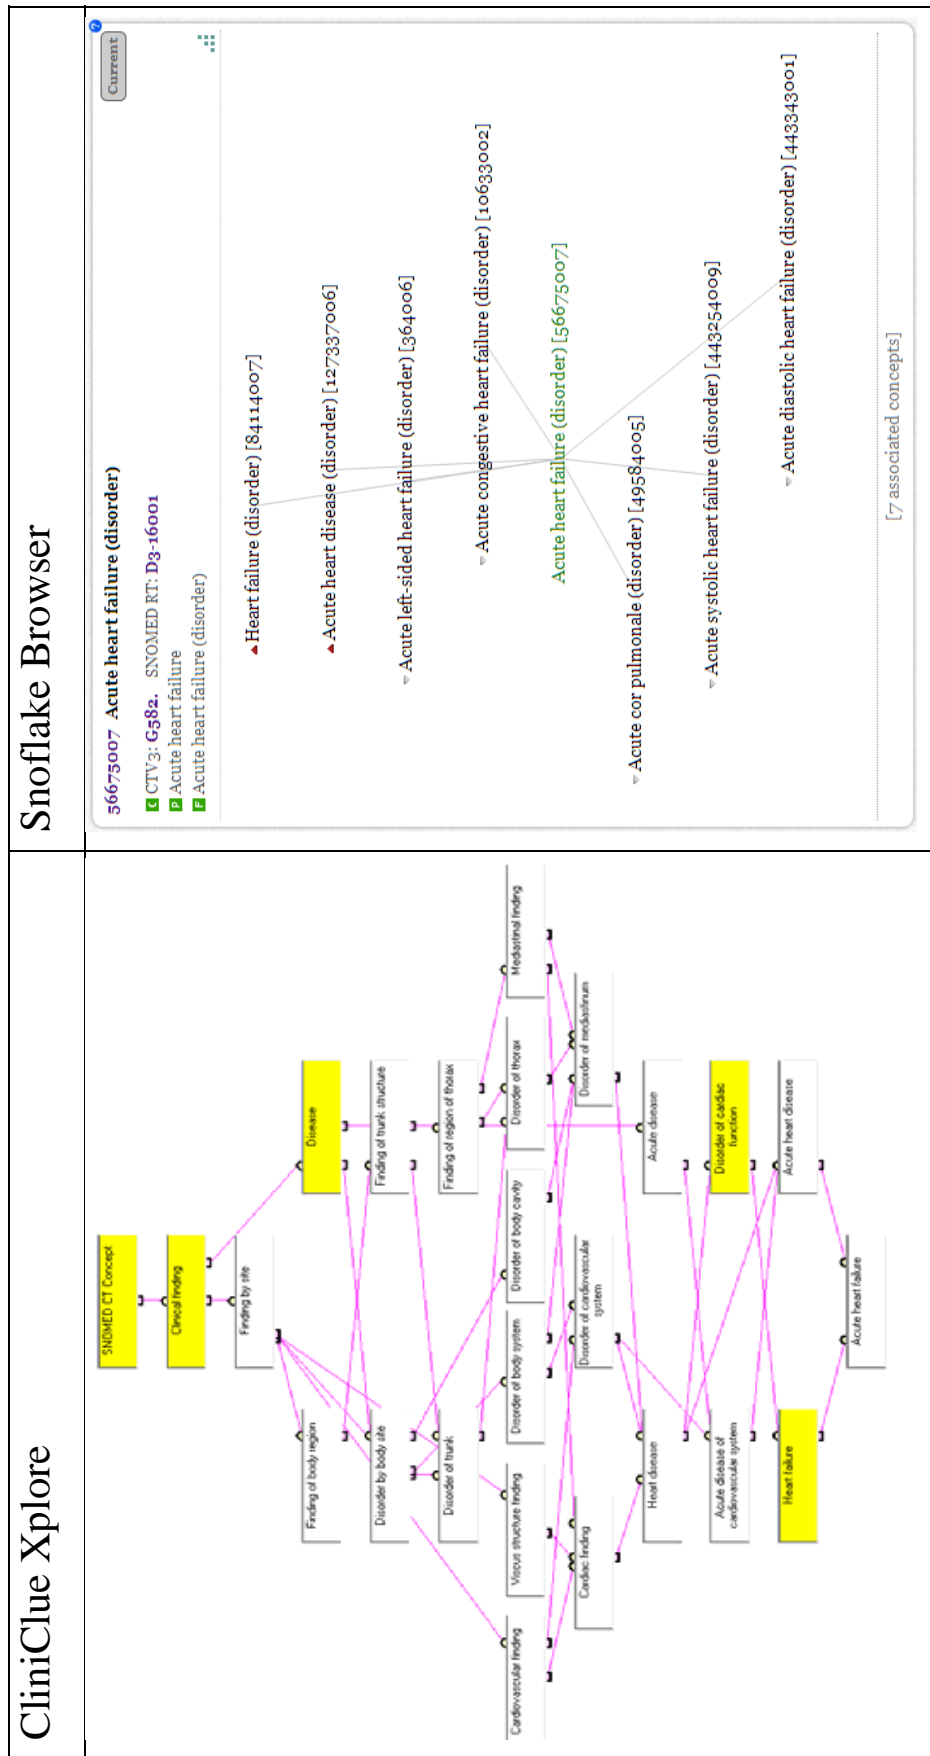 CliniClue Xplore
SNOMED CT Concept
Clinical finding
Finding by site
Finding of body region
Disease
Disorder by body site
Finding of trunk structure
Disorder of trunk
Finding of region of thorax
Cardiovascular finding
Viscus structure finding
Disorder of body system
Disorder of body cavity
Disorder of thorax
Mediastinal finding
Cardiac finding
Disorder of cardiovascular
system
Disorder of mediastinum
Heart disease
Acute disease
Acute disease of
cardiovascular system
Disorder of cardiac
function
Heart failure
Acute heart disease
Acute heart failure
Snoflake Browser
Current
?
56675007 Acute heart failure (disorder)
C CTV3: G582. SNOMED RT: D3-16001
P Acute heart failure
F Acute heart failure (disorder)
Heart failure (disorder) [84114007]
Acute heart disease (disorder) [127337006]
Acute left-sided heart failure (disorder) [364006]
Acute congestive heart failure (disorder) [10633002]
Acute heart failure (disorder) [56675007]
Acute cor pulmonale (disorder) [49584005]
Acute systolic heart failure (disorder) [443254009]
Acute diastolic heart failure (disorder) [443343001]
[7 associated concepts]